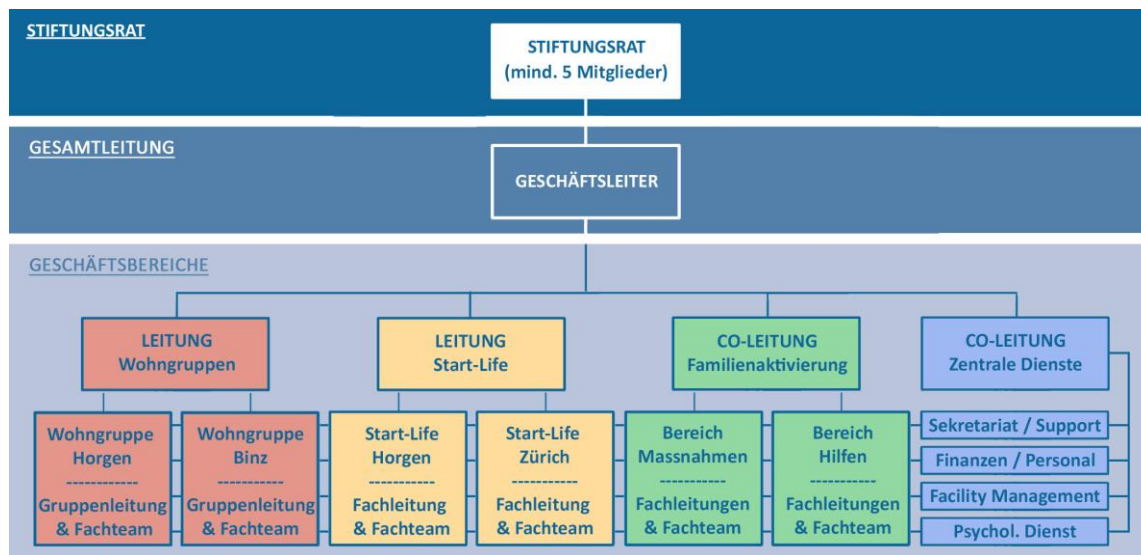 STIFTUNGSRAT
STIFTUNGSRAT
(mind. 5 Mitglieder)
GESAMTLEITUNG
GESCHÄFTSLEITER
GESCHÄFTSBEREICHE
LEITUNG
Wohngruppen
LEITUNG
Start-Life
CO-LEITUNG
Familienaktivierung
CO-LEITUNG
Zentrale Dienste
Wohngruppe
Horgen
------------
Gruppenleitung
& Fachteam
Wohngruppe
Binz
-----------
Gruppenleitung
& Fachteam
Start-Life
Horgen
-----------
Fachleitung
& Fachteam
Start-Life
Zürich
-----------
Fachleitung
& Fachteam
Bereich
Massnahmen
-----------
Fachleitungen
& Fachteam
Bereich
Hilfen
-----------
Fachleitungen
& Fachteam
Sekretariat / Support
Finanzen / Personal
Facility Management
Psychol. Dienst